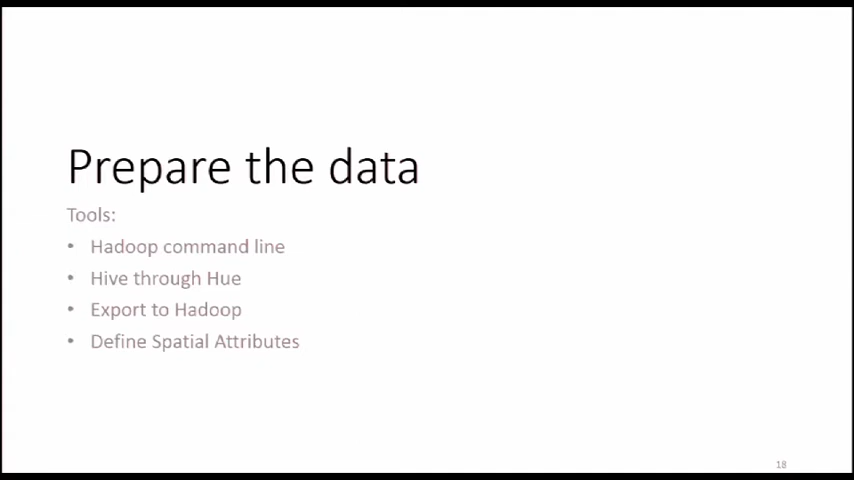 Prepare the data
Tools:
• Hadoop command line
• Hive through Hue
• Export to Hadoop
• Define Spatial Attributes
18